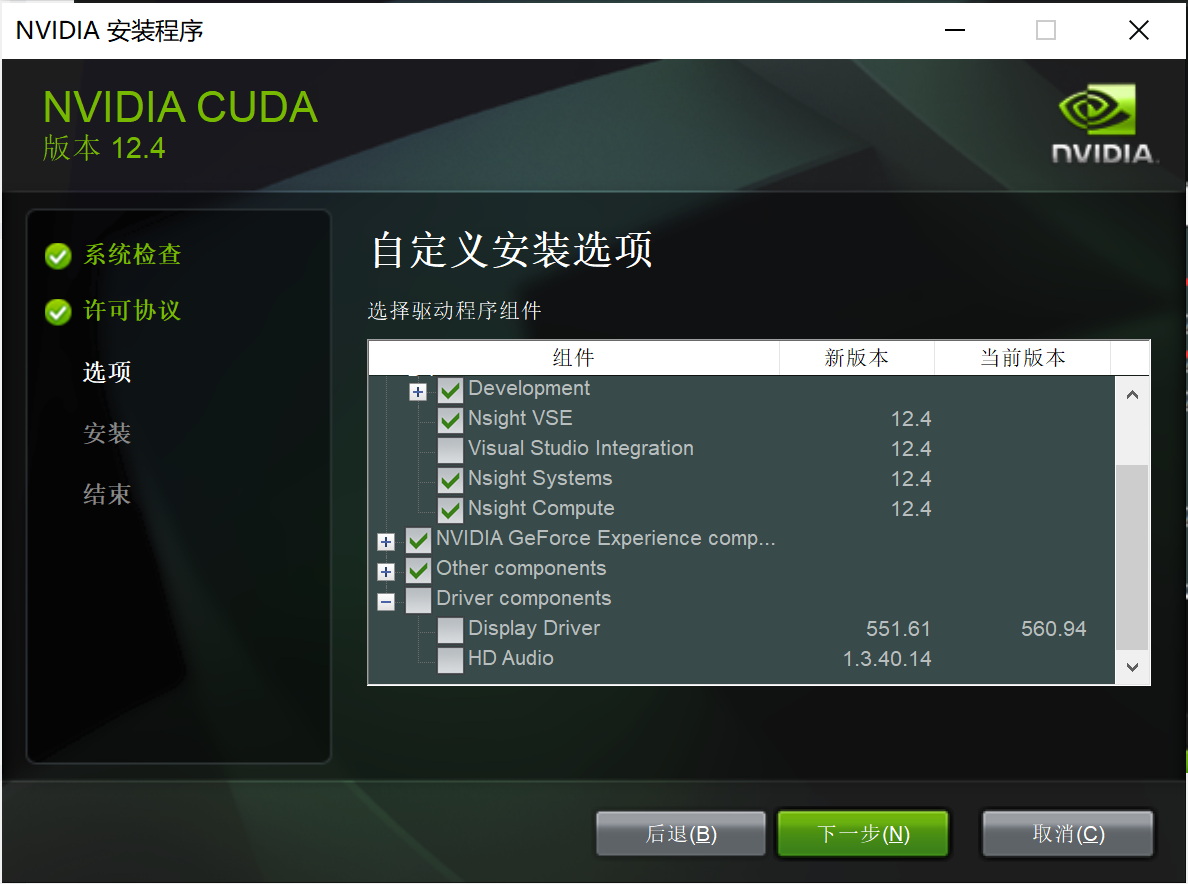 NVIDIA 安装程序
NVIDIA CUDA
版本 12.4
NVIDIA.
系统检查
许可协议
选项
安装
结束
自定义安装选项
选择驱动程序组件
组件 新版本 当前版本
Development
Nsight VSE 12.4
Visual Studio Integration 12.4
Nsight Systems 12.4
Nsight Compute 12.4
NVIDIA GeForce Experience comp...
Other components
Driver components
Display Driver 551.61 560.94
HD Audio 1.3.40.14
后退(B) 下一步(N) 取消(C)